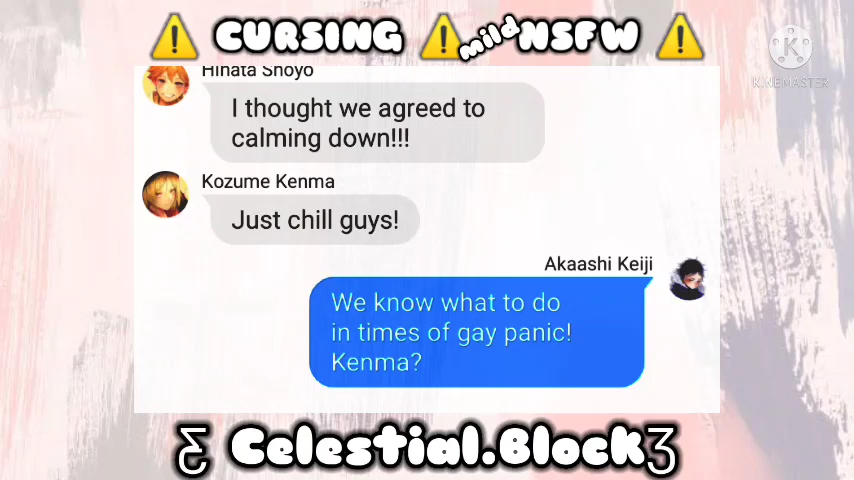 ⚠️ CURSING ⚠️ mild NSFW ⚠️
KINEMASTER
Hinata Shoyo
I thought we agreed to
calming down!!!
Kozume Kenma
Just chill guys!
Akaashi Keiji
We know what to do
in times of gay panic!
Kenma?
Ƹ Celestial.Block Ʒ